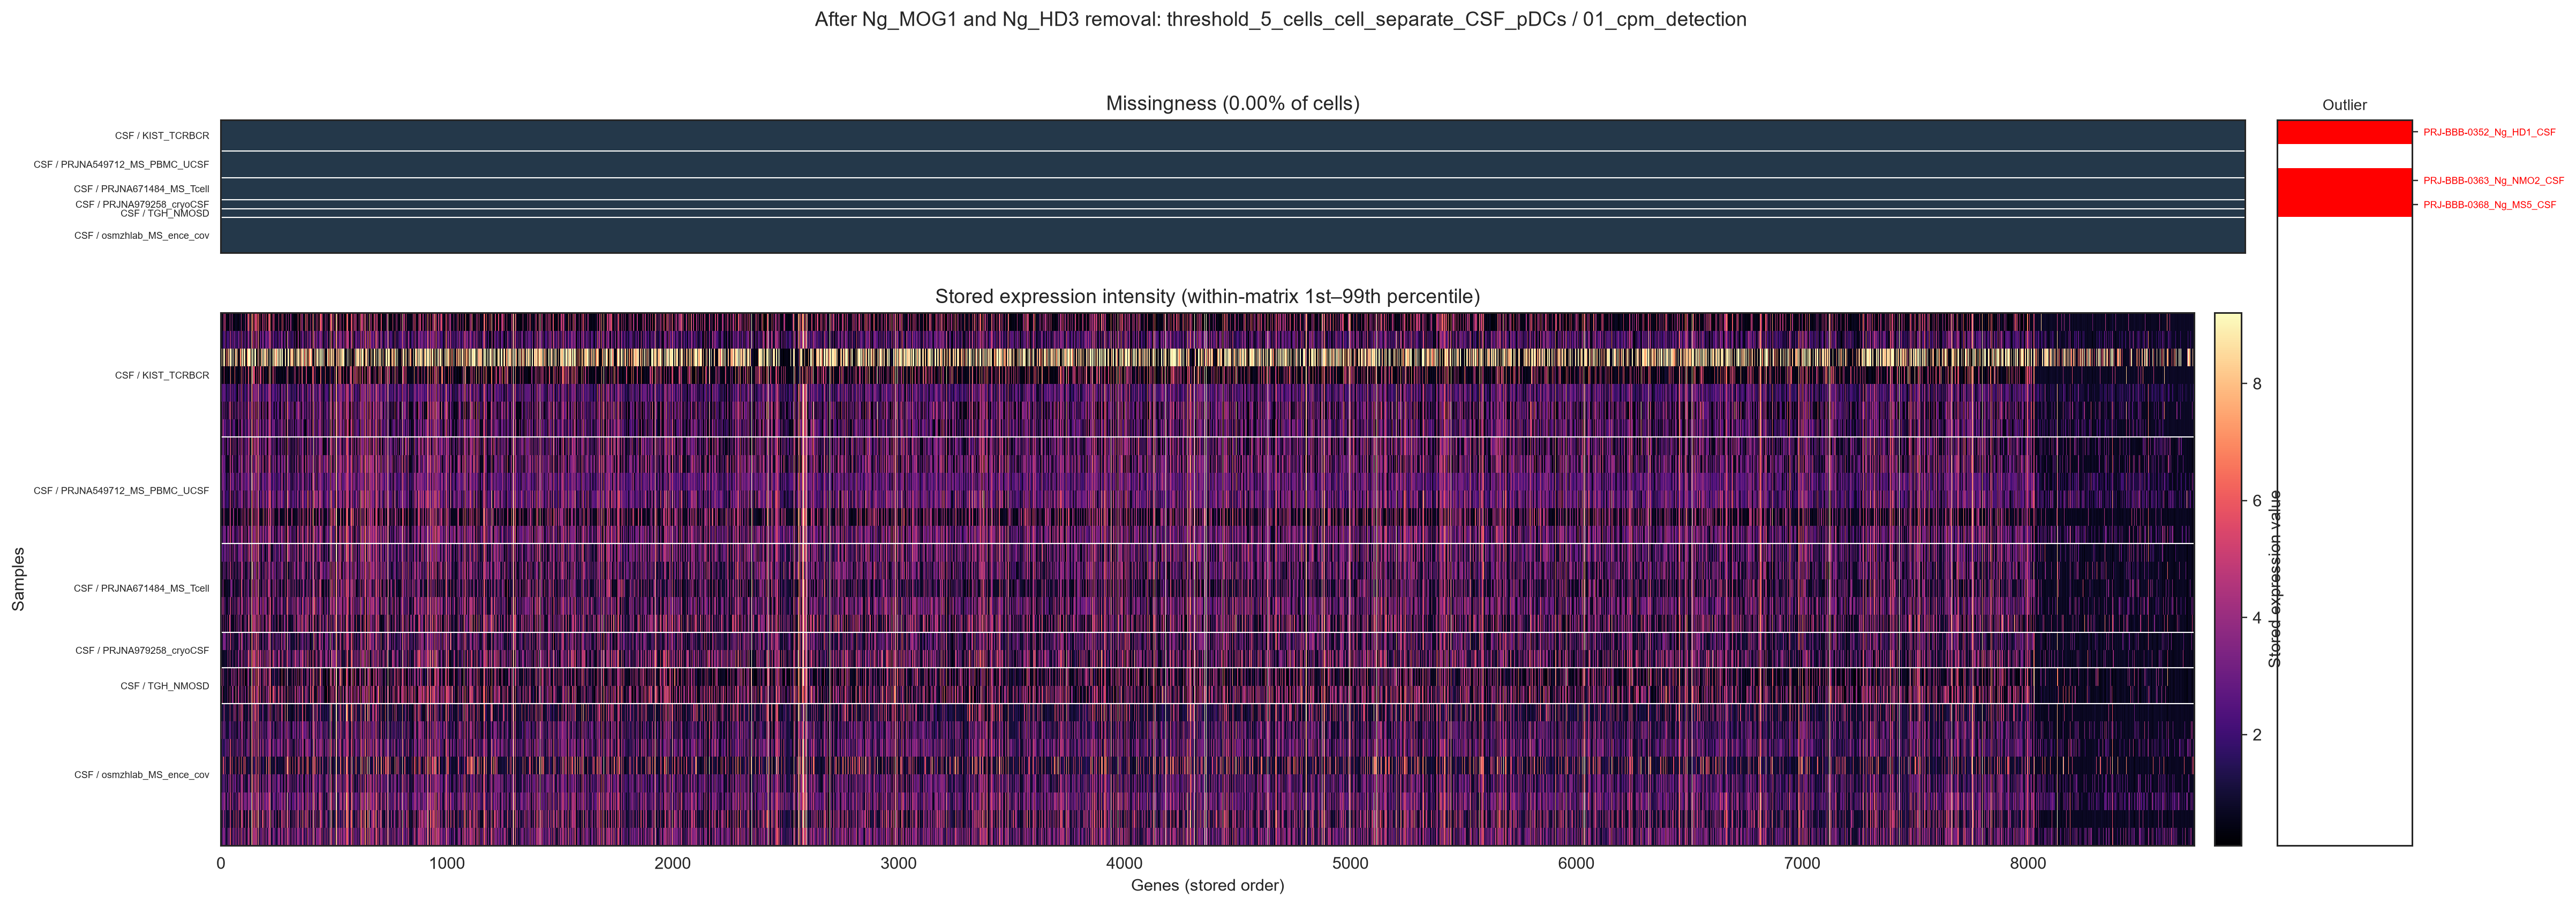 After Ng_MOG1 and Ng_HD3 removal: threshold_5_cells_cell_separate_CSF_pDCs / 01_cpm_detection
Missingness (0.00% of cells)
Outlier
CSF / KIST_TCRBCR
CSF / PRJNA549712_MS_PBMC_UCSF
CSF / PRJNA671484_MS_Tcell
CSF / PRJNA979258_cryoCSF
CSF / TGH_NMOSD
CSF / osmzhlab_MS_ence_cov
PRJ-BBB-0352_Ng_HD1_CSF
PRJ-BBB-0363_Ng_NMO2_CSF
PRJ-BBB-0368_Ng_MS5_CSF
Stored expression intensity (within-matrix 1st–99th percentile)
Samples
CSF / KIST_TCRBCR
CSF / PRJNA549712_MS_PBMC_UCSF
CSF / PRJNA671484_MS_Tcell
CSF / PRJNA979258_cryoCSF
CSF / TGH_NMOSD
CSF / osmzhlab_MS_ence_cov
8
6
4
2
Stored expression value
0 1000 2000 3000 4000 5000 6000 7000 8000
Genes (stored order)